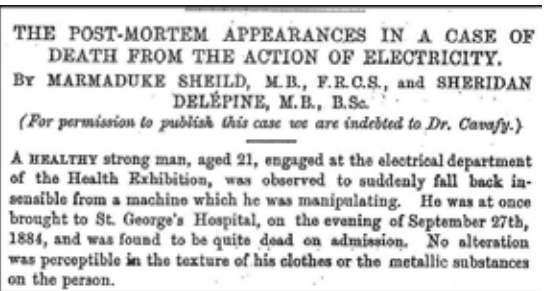 THE POST-MORTEM APPEARANCES IN A CASE OF
DEATH FROM THE ACTION OF ELECTRICITY.
BY MARMADUKE SHEILD, M.B., F.R.C.S., and SHERIDAN
DELÉPINE, M.B., B.Sc.
(For permission to publish this case we are indebted to Dr. Cavafy.)
A HEALTHY strong man, aged 21, engaged at the electrical department
of the Health Exhibition, was observed to suddenly fall back in-
sensible from a machine which he was manipulating. He was at once
brought to St. George's Hospital, on the evening of September 27th,
1884, and was found to be quite dead on admission. No alteration
was perceptible in the texture of his clothes or the metallic substances
on the person.